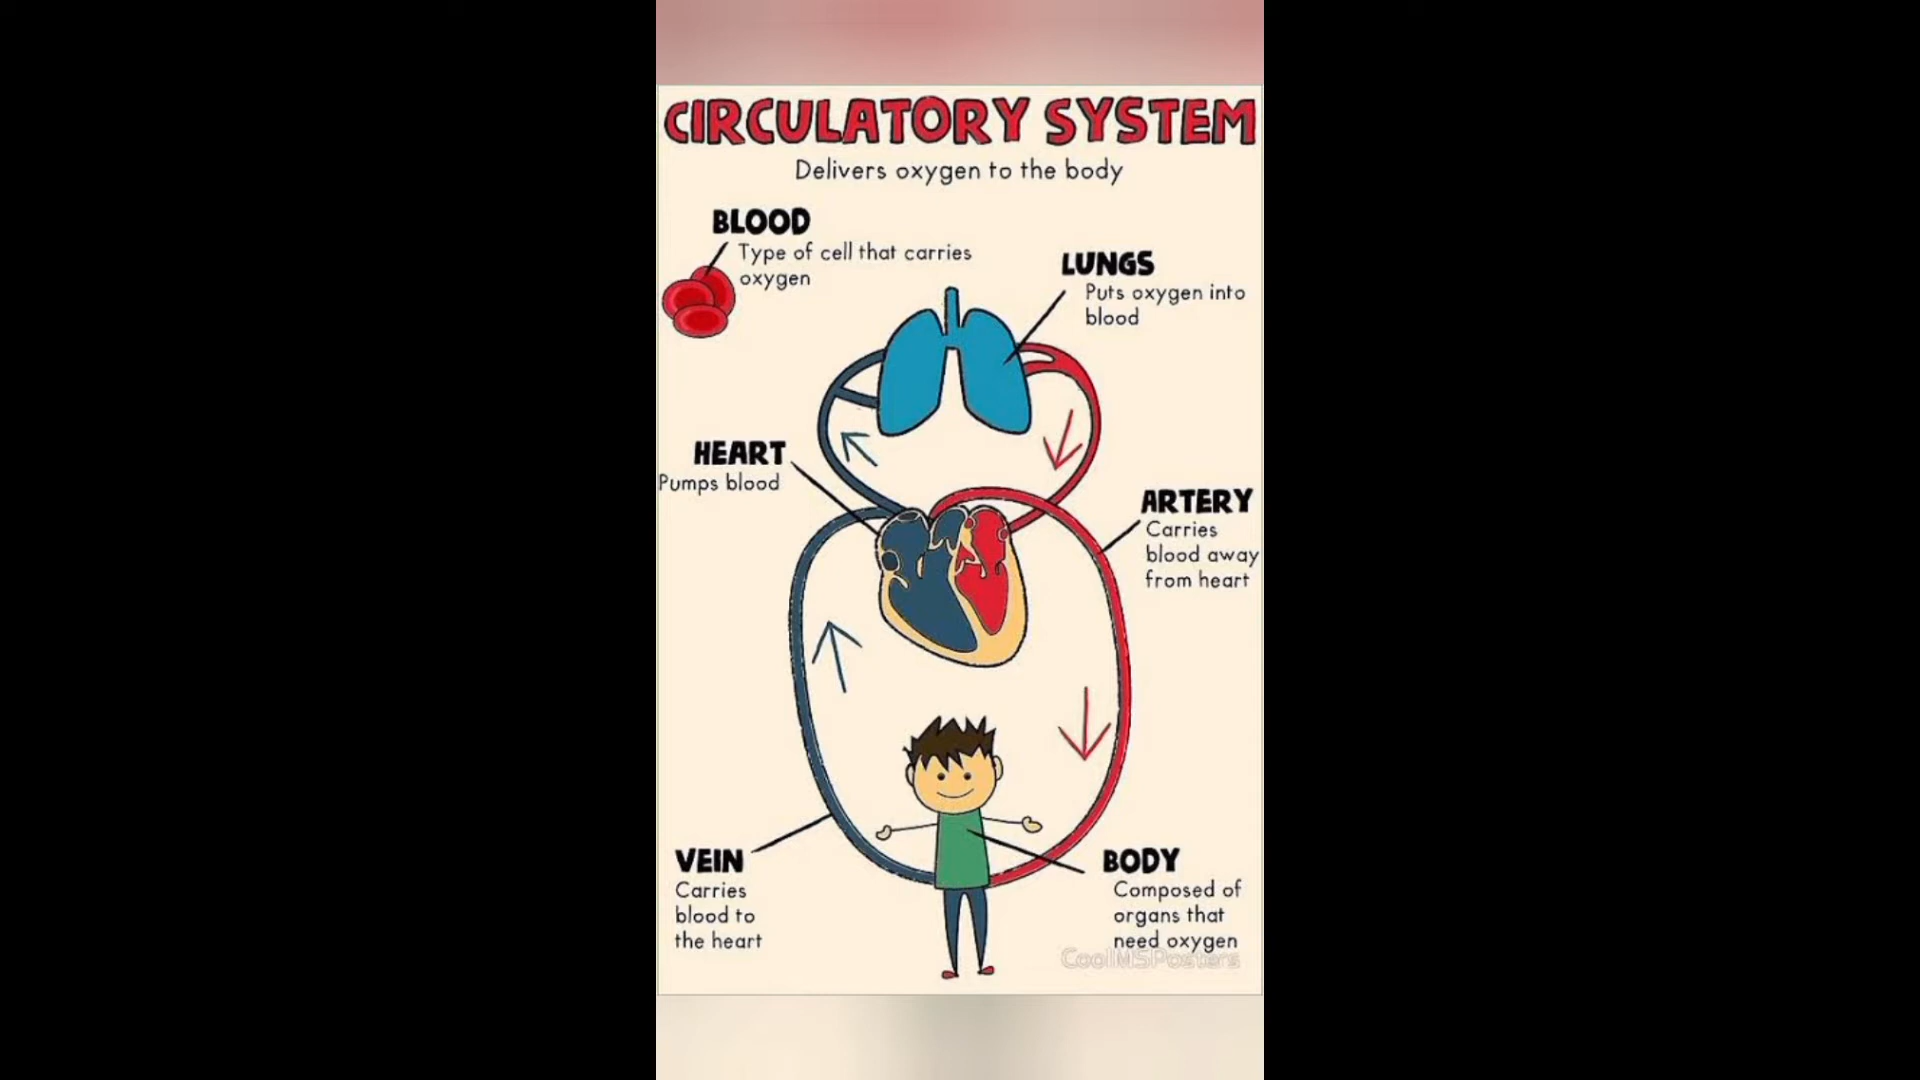 CIRCULATORY SYSTEM
Delivers oxygen to the body
BLOOD
Type of cell that carries
oxygen
LUNGS
Puts oxygen into
blood
HEART
Pumps blood
ARTERY
Carries
blood away
from heart
VEIN
Carries
blood to
the heart
BODY
Composed of
organs that
need oxygen
CoolMSPosters